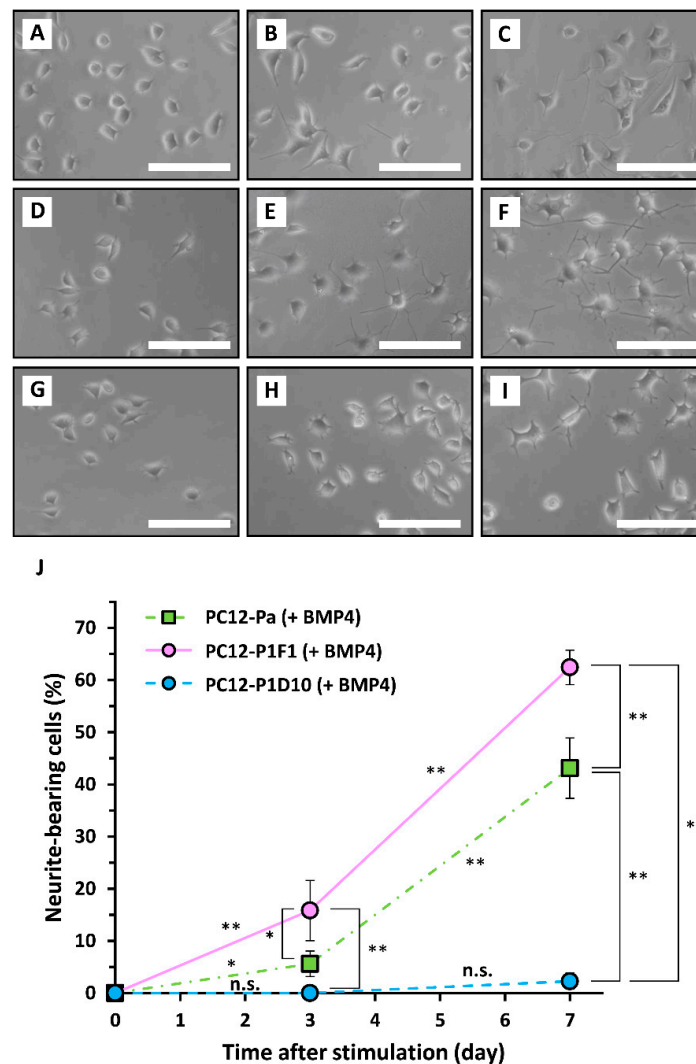 A
B
C
D
E
F
G
H
I
J
PC12-Pa (+ BMP4)
PC12-P1F1 (+ BMP4)
PC12-P1D10 (+ BMP4)
Neurite-bearing cells (%)
75
70
60
50
40
30
20
10
0
**
*
n.s.
*
**
**
**
n.s.
**
**
*
0 1 2 3 4 5 6 7
Time after stimulation (day)